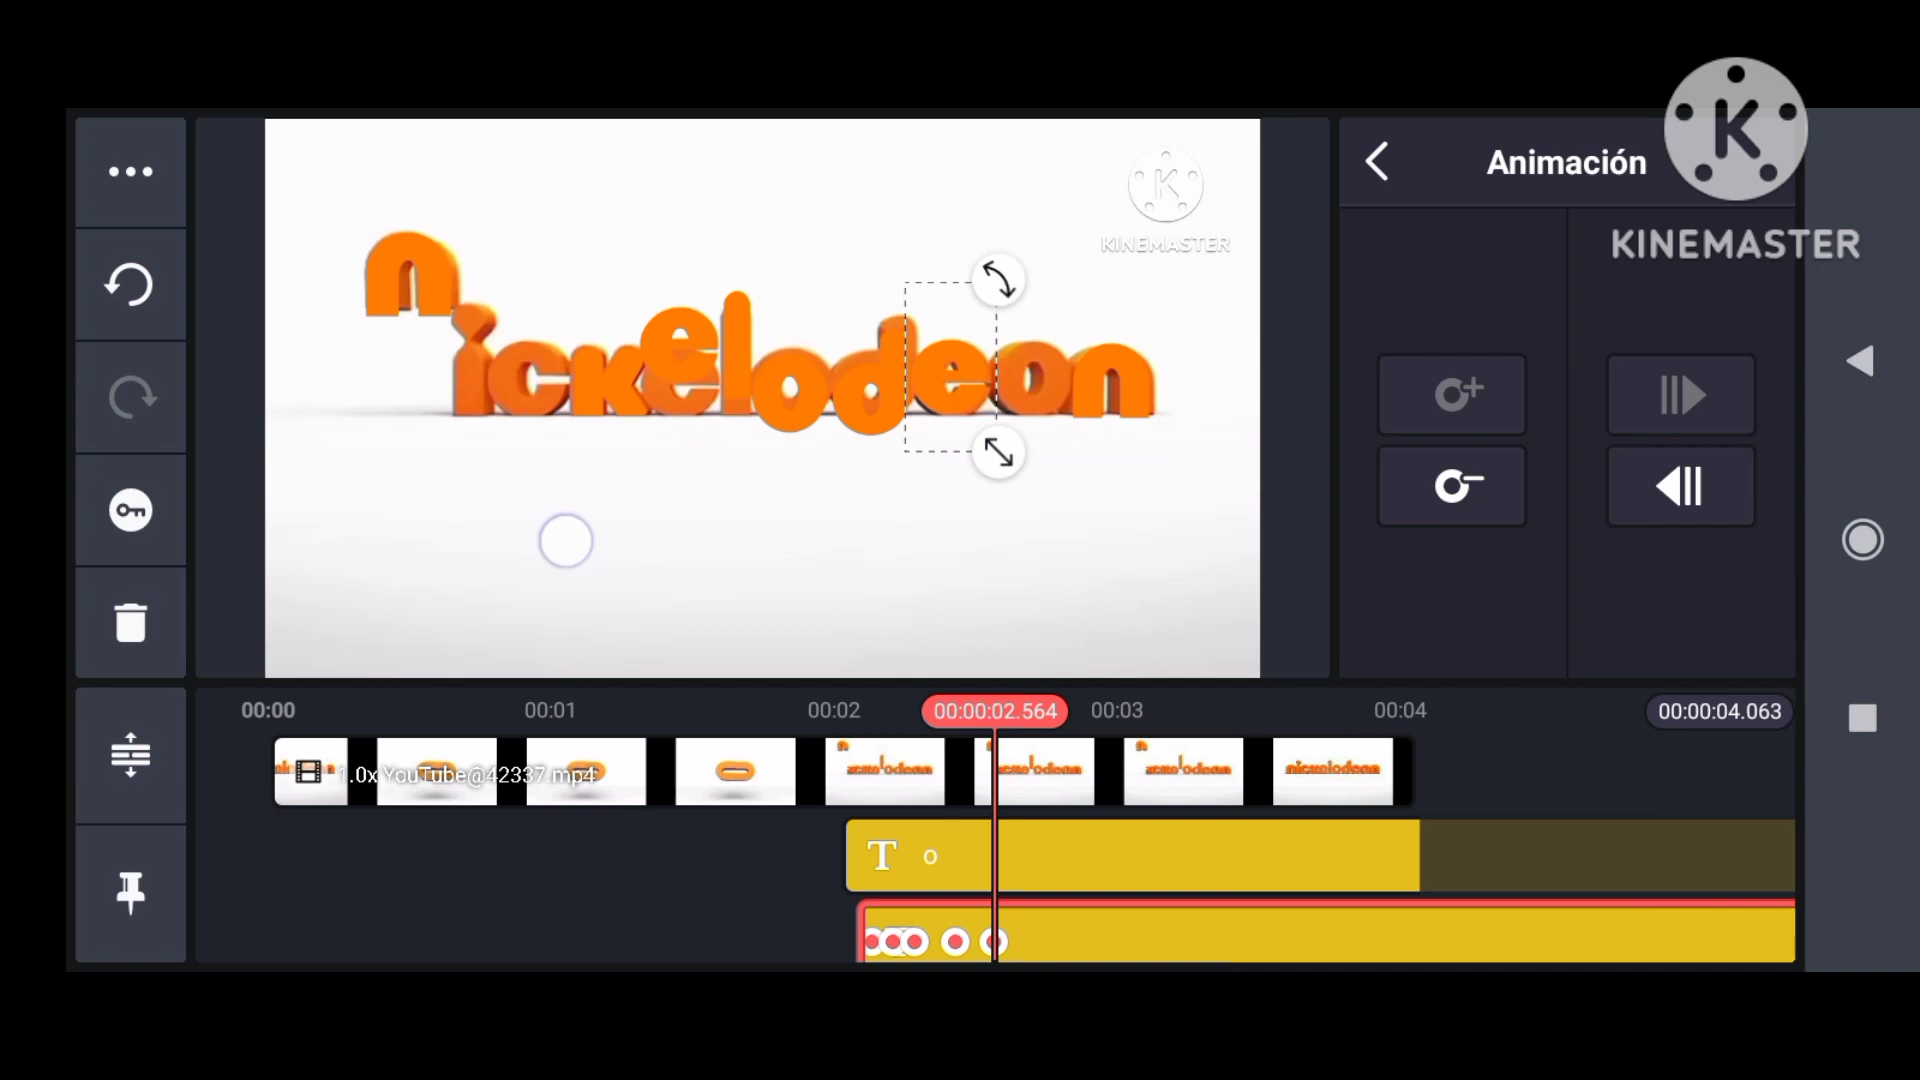 Animación
KINEMASTER
KINEMASTER
nickelodeon
00:00
00:01
00:02
00:00:02.564
00:03
00:04
00:00:04.063
1.0x YouTube@42337.mp4
nickelodeon
T o